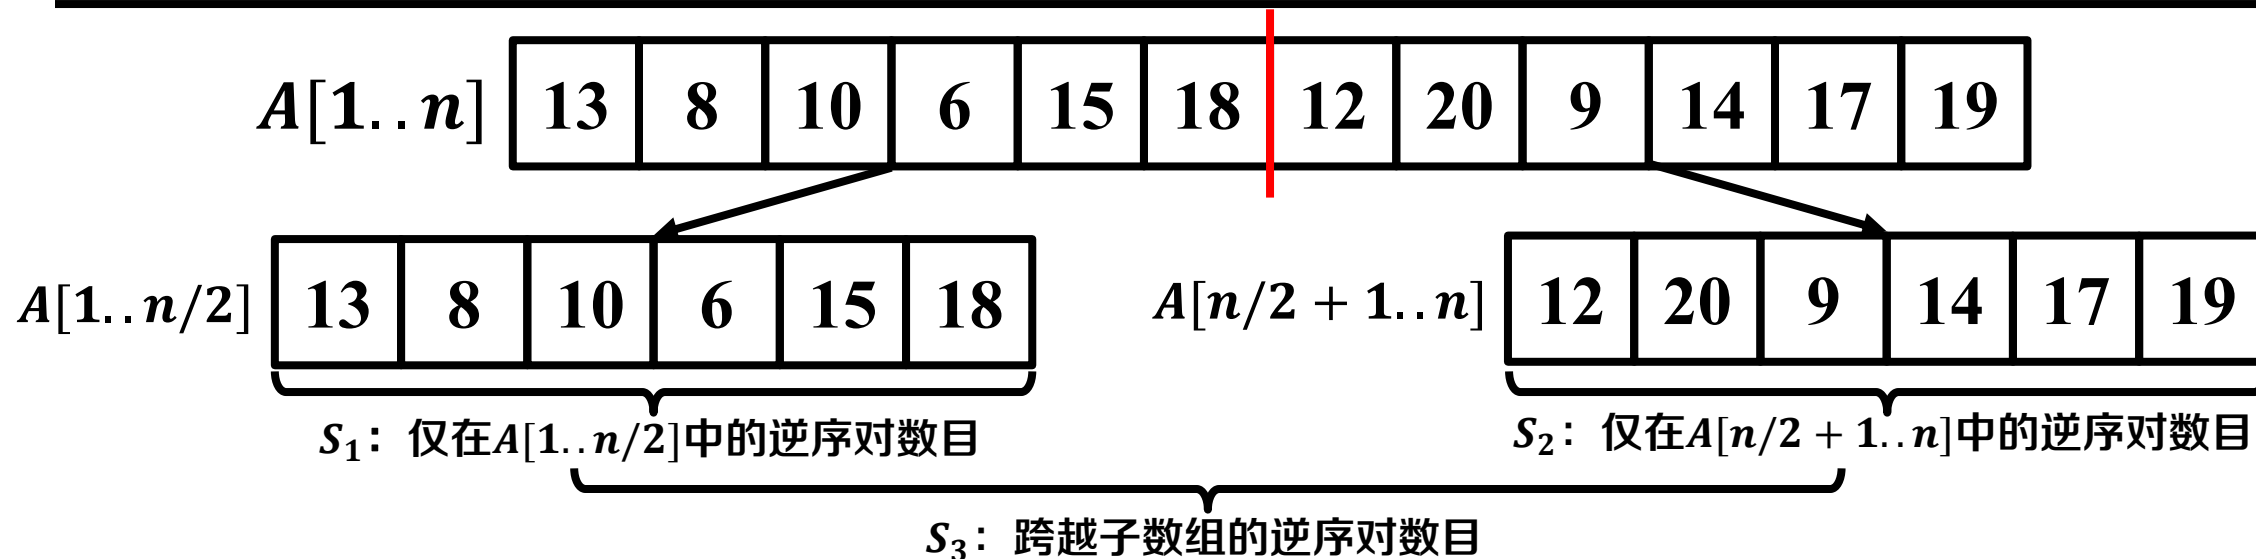 A[1..n] 13 8 10 6 15 18 12 20 9 14 17 19
A[1..n/2] 13 8 10 6 15 18 A[n/2 + 1..n] 12 20 9 14 17 19
S₁：仅在A[1..n/2]中的逆序对数目 S₂：仅在A[n/2 + 1..n]中的逆序对数目
S₃：跨越子数组的逆序对数目